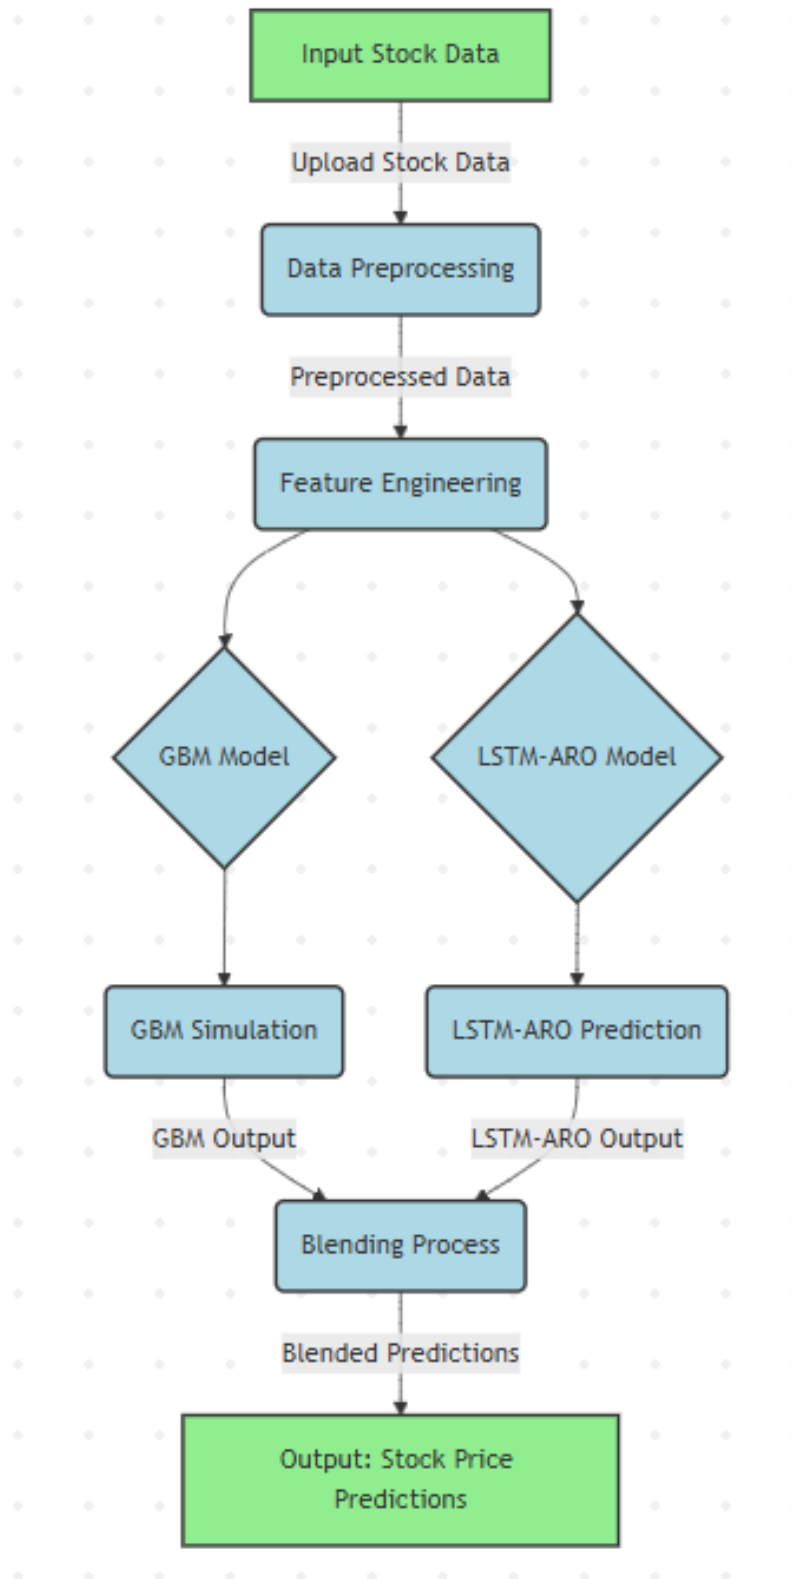 Input Stock Data
Upload Stock Data
Data Preprocessing
Preprocessed Data
Feature Engineering
GBM Model
LSTM-ARO Model
GBM Simulation
LSTM-ARO Prediction
GBM Output
LSTM-ARO Output
Blending Process
Blended Predictions
Output: Stock Price
Predictions